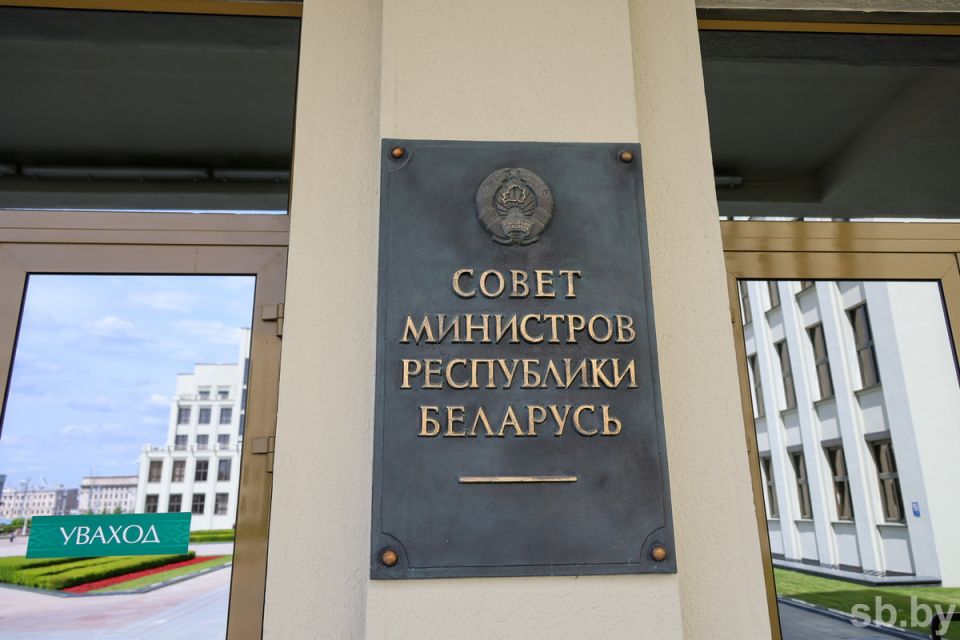 СОВЕТ
МИНИСТРОВ
РЕСПУБЛИКИ
БЕЛАРУСЬ
УВАХОД
sb.by